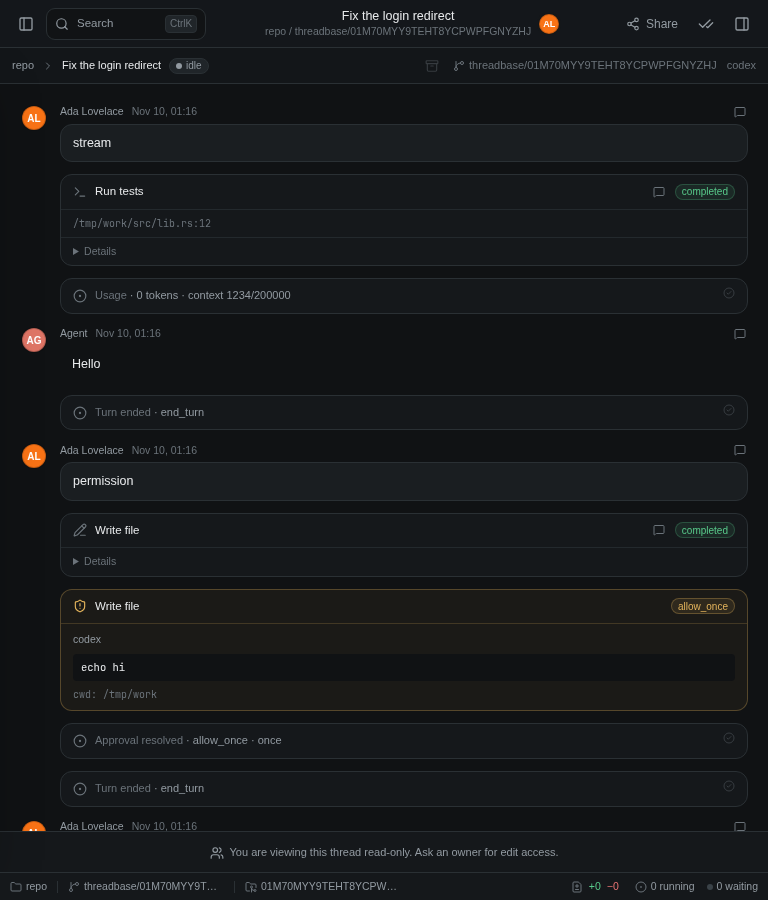 Search
CtrlK
Fix the login redirect
repo / threadbase/01M70MYY9TEHT8YCPWPFGNYZHJ
AL
Share
repo
Fix the login redirect
idle
threadbase/01M70MYY9TEHT8YCPWPFGNYZHJ
codex
AL
Ada Lovelace Nov 10, 01:16
stream
Run tests
completed
/tmp/work/src/lib.rs:12
Details
Usage · 0 tokens · context 1234/200000
AG
Agent Nov 10, 01:16
Hello
Turn ended · end_turn
AL
Ada Lovelace Nov 10, 01:16
permission
Write file
completed
Details
Write file
allow_once
codex
echo hi
cwd: /tmp/work
Approval resolved · allow_once · once
Turn ended · end_turn
AL
Ada Lovelace Nov 10, 01:16
You are viewing this thread read-only. Ask an owner for edit access.
repo
threadbase/01M70MYY9T…
01M70MYY9TEHT8YCPW…
+0 −0
0 running
0 waiting